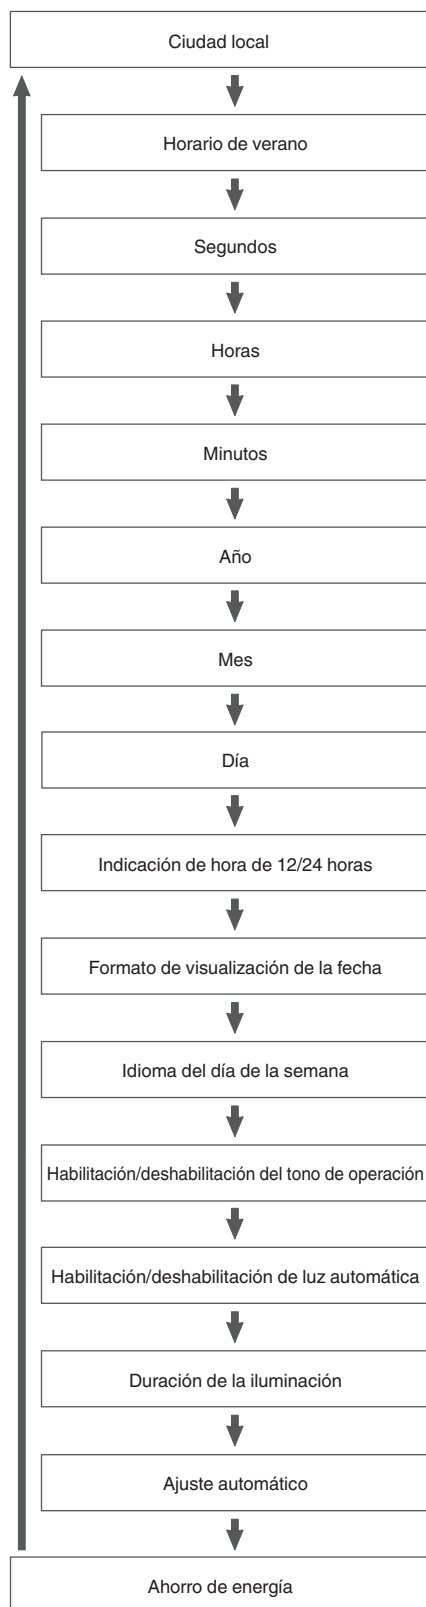 Ciudad local
Horario de verano
Segundos
Horas
Minutos
Año
Mes
Día
Indicación de hora de 12/24 horas
Formato de visualización de la fecha
Idioma del día de la semana
Habilitación/deshabilitación del tono de operación
Habilitación/deshabilitación de luz automática
Duración de la iluminación
Ajuste automático
Ahorro de energía